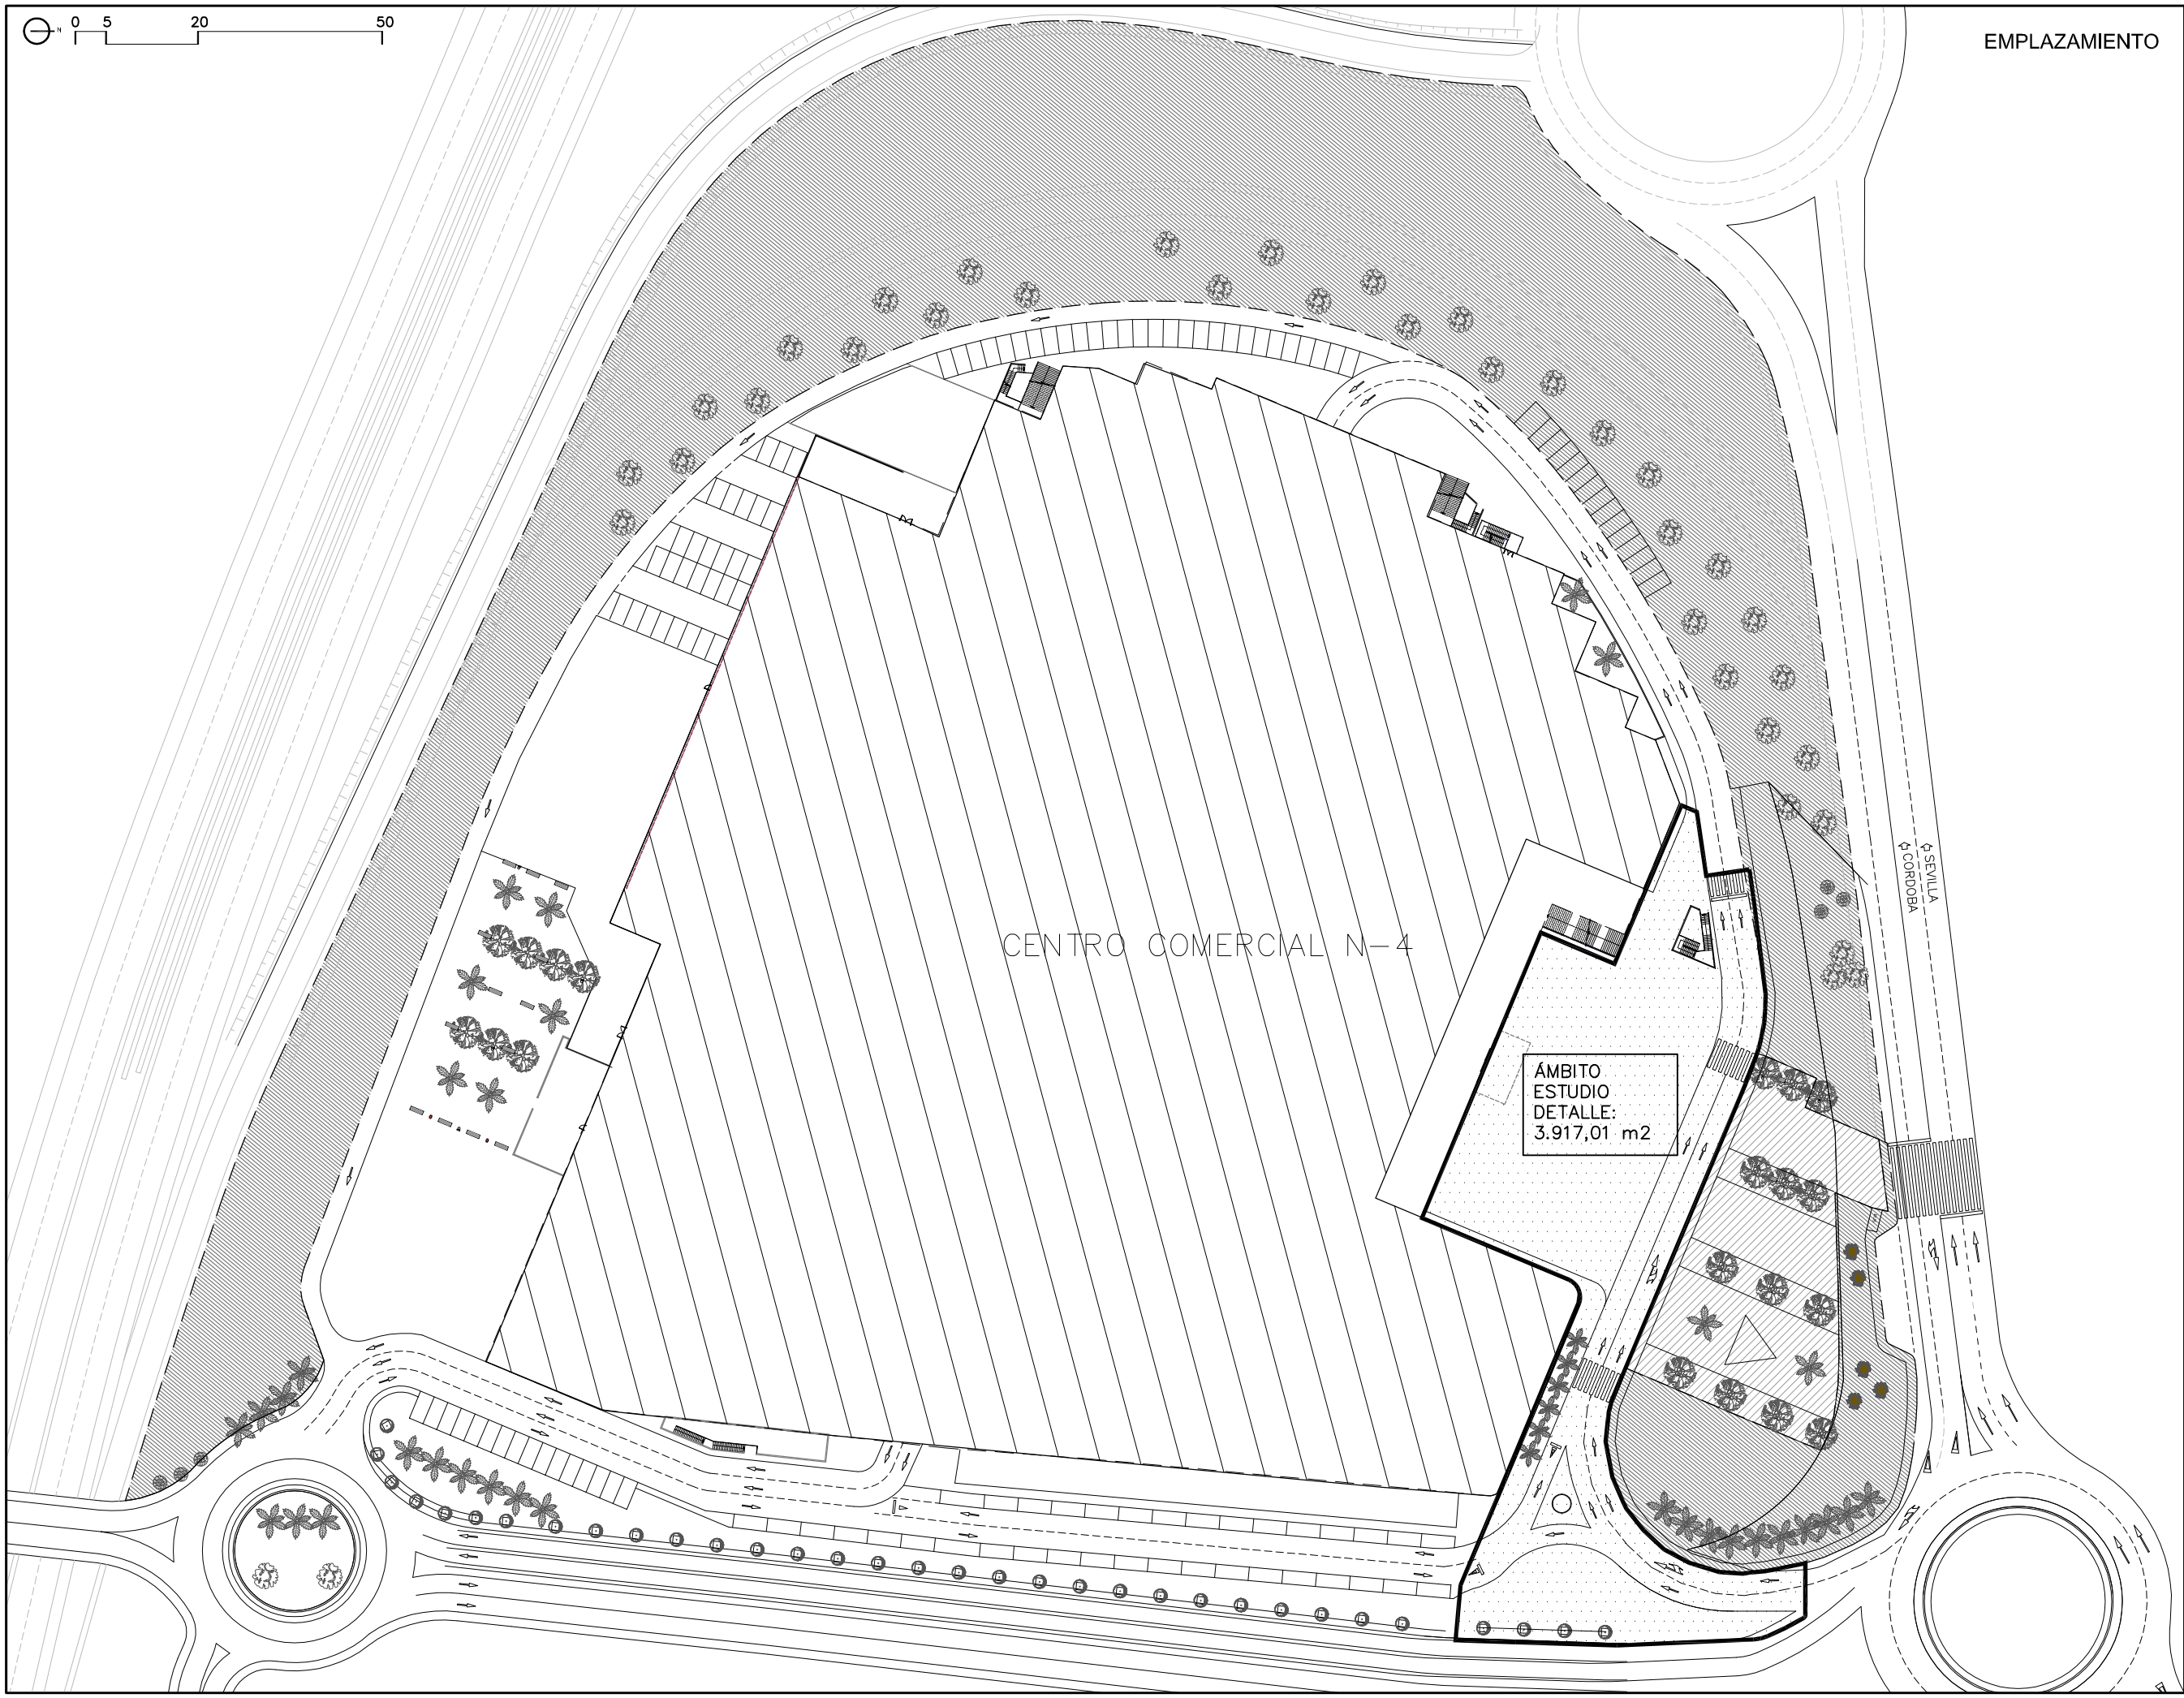 N
0 5 20 50
EMPLAZAMIENTO
SEVILLA
CORDOBA
CENTRO COMERCIAL N-4
ÁMBITO
ESTUDIO
DETALLE:
3.917,01 m2